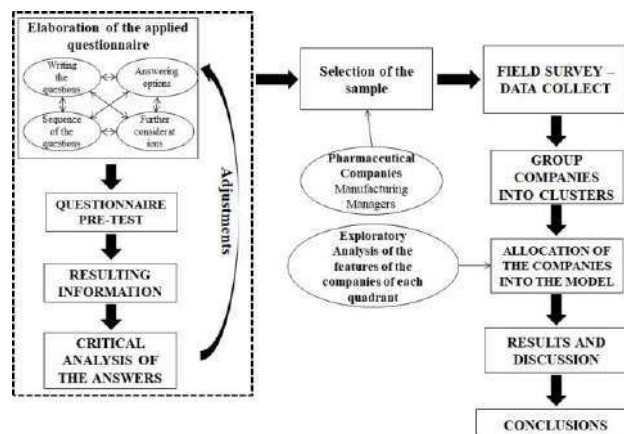 Elaboration of the applied
questionnaire
Writing
the
questions
Answering
options
Sequence
of the
questions
Further
considerat
ions
QUESTIONNAIRE
PRE-TEST
RESULTING
INFORMATION
CRITICAL
ANALYSIS OF
THE ANSWERS
Adjustments
Selection of the
sample
Pharmaceutical
Companies
Manufacturing
Managers
Exploratory
Analysis of the
features of the
companies of each
quadrant
FIELD SURVEY –
DATA COLLECT
GROUP
COMPANIES
INTO CLUSTERS
ALLOCATION OF
THE COMPANIES
INTO THE MODEL
RESULTS AND
DISCUSSION
CONCLUSIONS